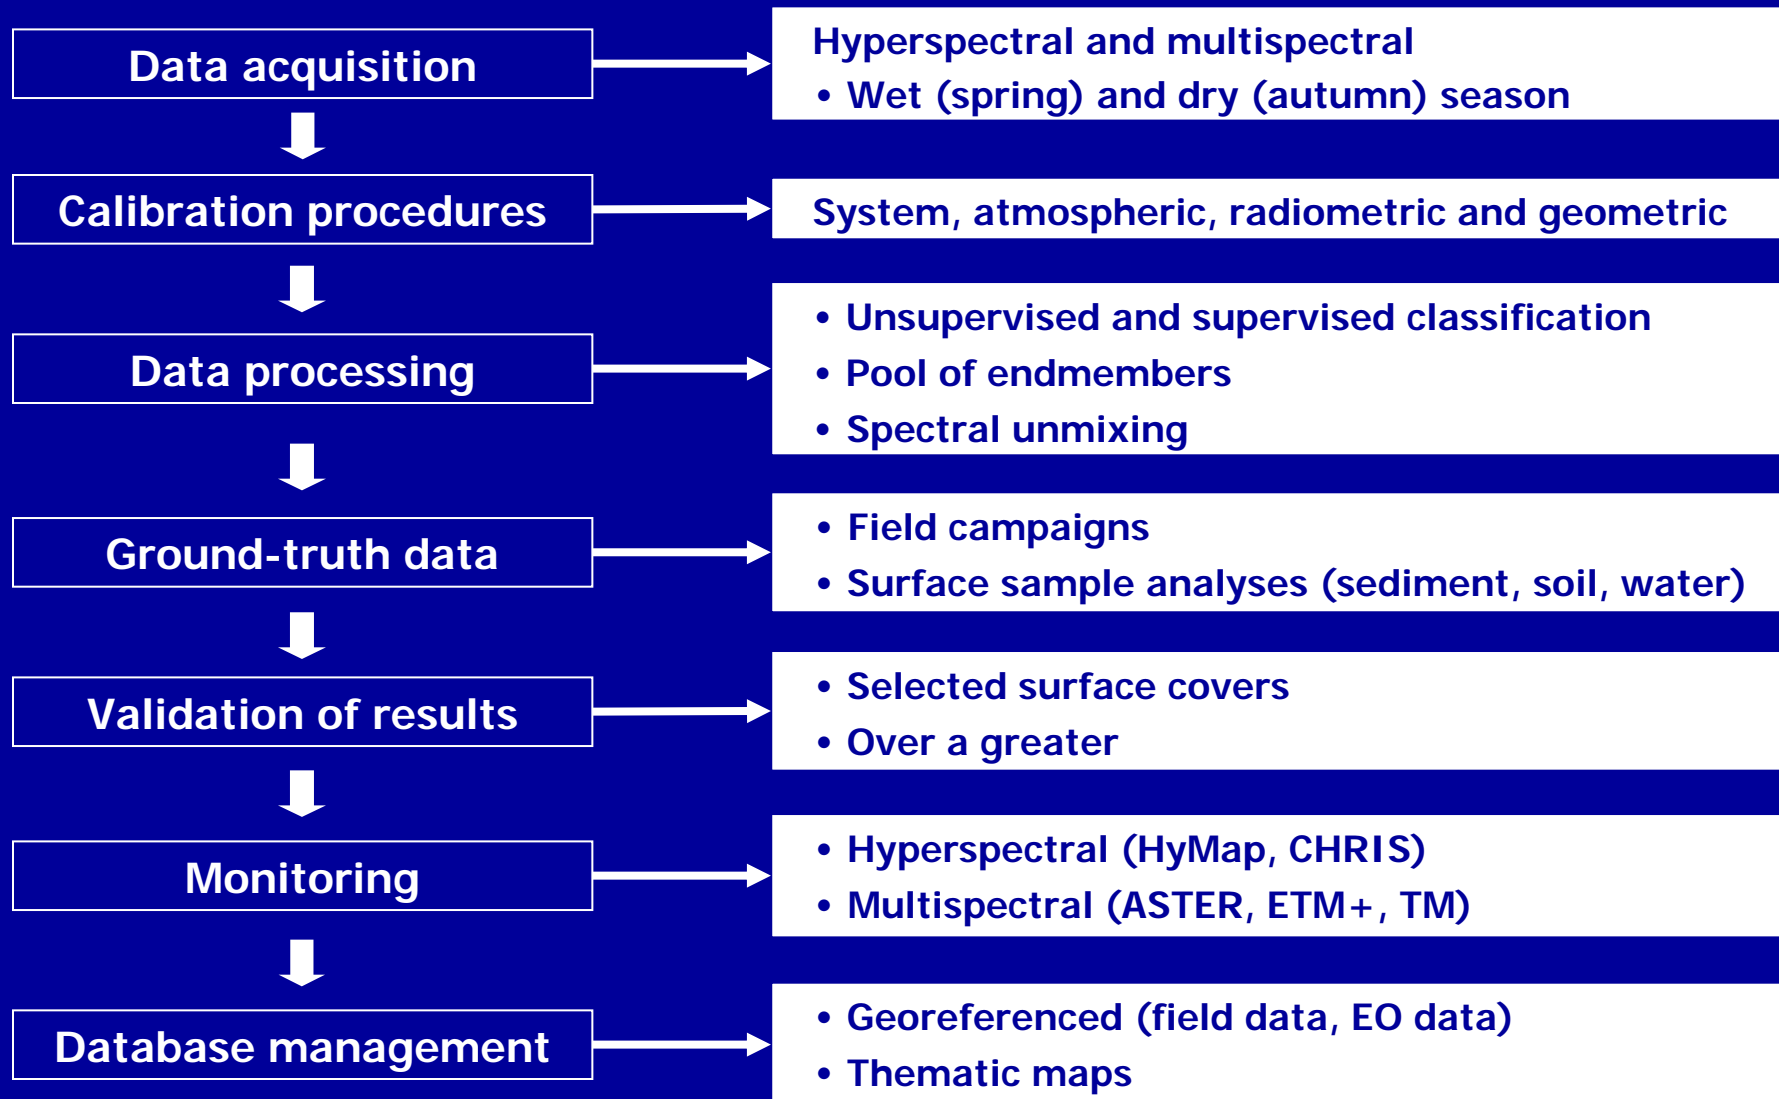 Data acquisition
Hyperspectral and multispectral
• Wet (spring) and dry (autumn) season
Calibration procedures
System, atmospheric, radiometric and geometric
Data processing
• Unsupervised and supervised classification
• Pool of endmembers
• Spectral unmixing
Ground-truth data
• Field campaigns
• Surface sample analyses (sediment, soil, water)
Validation of results
• Selected surface covers
• Over a greater
Monitoring
• Hyperspectral (HyMap, CHRIS)
• Multispectral (ASTER, ETM+, TM)
Database management
• Georeferenced (field data, EO data)
• Thematic maps